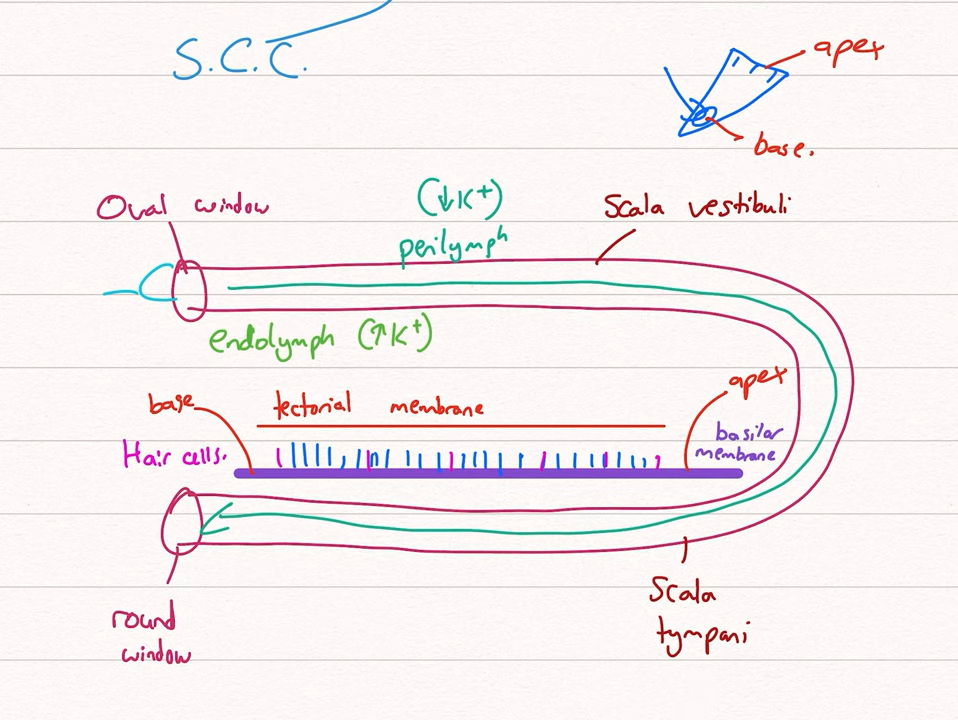 S.C.C.
apex
base.
Oval window
(↓K+)
perilymph
Scala vestibuli
endolymph (↑K+)
base
tectorial membrane
apex
Hair cells.
basilar
membrane
Scala
tympani
round
window